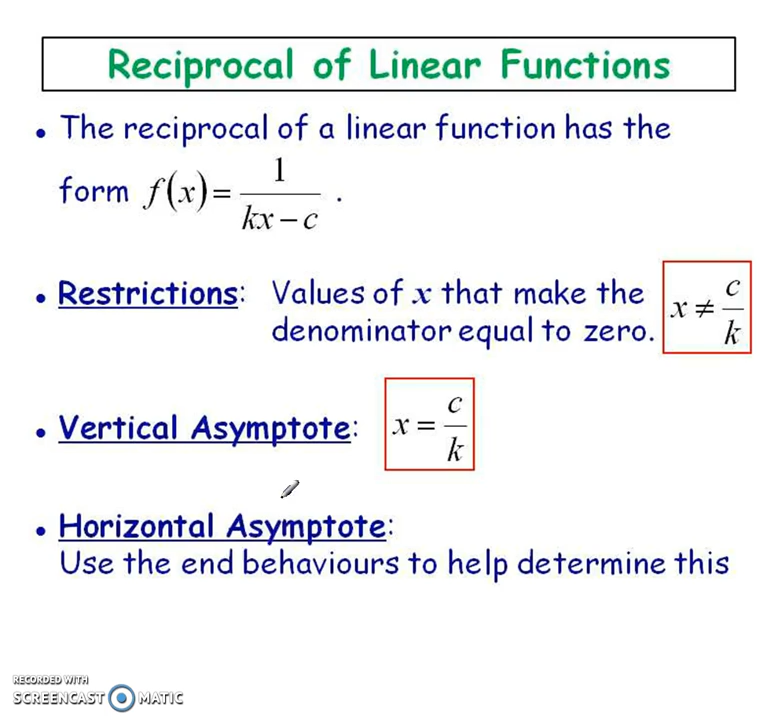 Reciprocal of Linear Functions
• The reciprocal of a linear function has the
form f(x) = 1/(kx − c) .
• Restrictions: Values of x that make the
denominator equal to zero. x ≠ c/k
• Vertical Asymptote: x = c/k
• Horizontal Asymptote:
Use the end behaviours to help determine this
RECORDED WITH
SCREENCAST MATIC